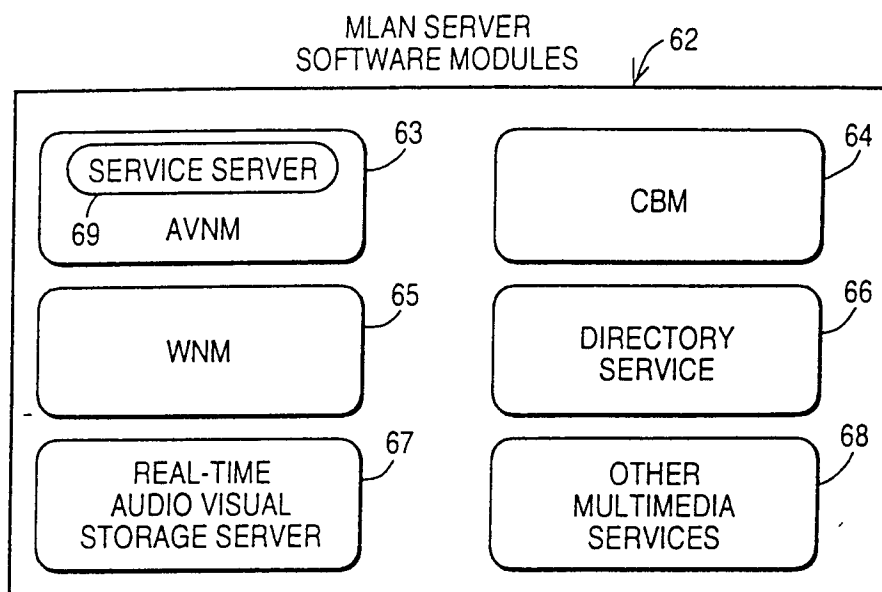 MLAN SERVER
SOFTWARE MODULES
62
SERVICE SERVER
69
AVNM
63
CBM
64
WNM
65
DIRECTORY
SERVICE
66
REAL-TIME
AUDIO VISUAL
STORAGE SERVER
67
OTHER
MULTIMEDIA
SERVICES
68